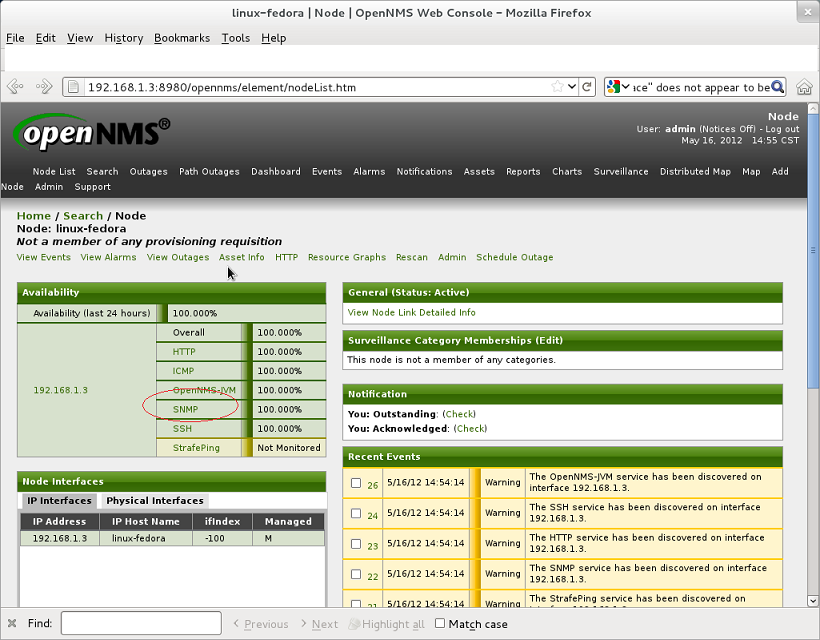 linux-fedora | Node | OpenNMS Web Console - Mozilla Firefox
File Edit View History Bookmarks Tools Help
192.168.1.3:8980/opennms/element/nodeList.htm
ice" does not appear to be
openNMS®
Node
User: admin (Notices Off) - Log out
May 16, 2012 14:55 CST
Node List Search Outages Path Outages Dashboard Events Alarms Notifications Assets Reports Charts Surveillance Distributed Map Map Add
Node Admin Support
Home / Search / Node
Node: linux-fedora
Not a member of any provisioning requisition
View Events View Alarms View Outages Asset Info HTTP Resource Graphs Rescan Admin Schedule Outage
Availability
Availability (last 24 hours) 100.000%
192.168.1.3
Overall 100.000%
HTTP 100.000%
ICMP 100.000%
OpenNMS-JVM 100.000%
SNMP 100.000%
SSH 100.000%
StrafePing Not Monitored
Node Interfaces
IP Interfaces Physical Interfaces
IP Address IP Host Name ifIndex Managed
192.168.1.3 linux-fedora -100 M
General (Status: Active)
View Node Link Detailed Info
Surveillance Category Memberships (Edit)
This node is not a member of any categories.
Notification
You: Outstanding: (Check)
You: Acknowledged: (Check)
Recent Events
26 5/16/12 14:54:14 Warning The OpenNMS-JVM service has been discovered on
interface 192.168.1.3.
24 5/16/12 14:54:14 Warning The SSH service has been discovered on interface
192.168.1.3.
23 5/16/12 14:54:14 Warning The HTTP service has been discovered on interface
192.168.1.3.
22 5/16/12 14:54:14 Warning The SNMP service has been discovered on interface
192.168.1.3.
21 5/16/12 14:54:14 Warning The StrafePing service has been discovered on
Find: Previous Next Highlight all Match case